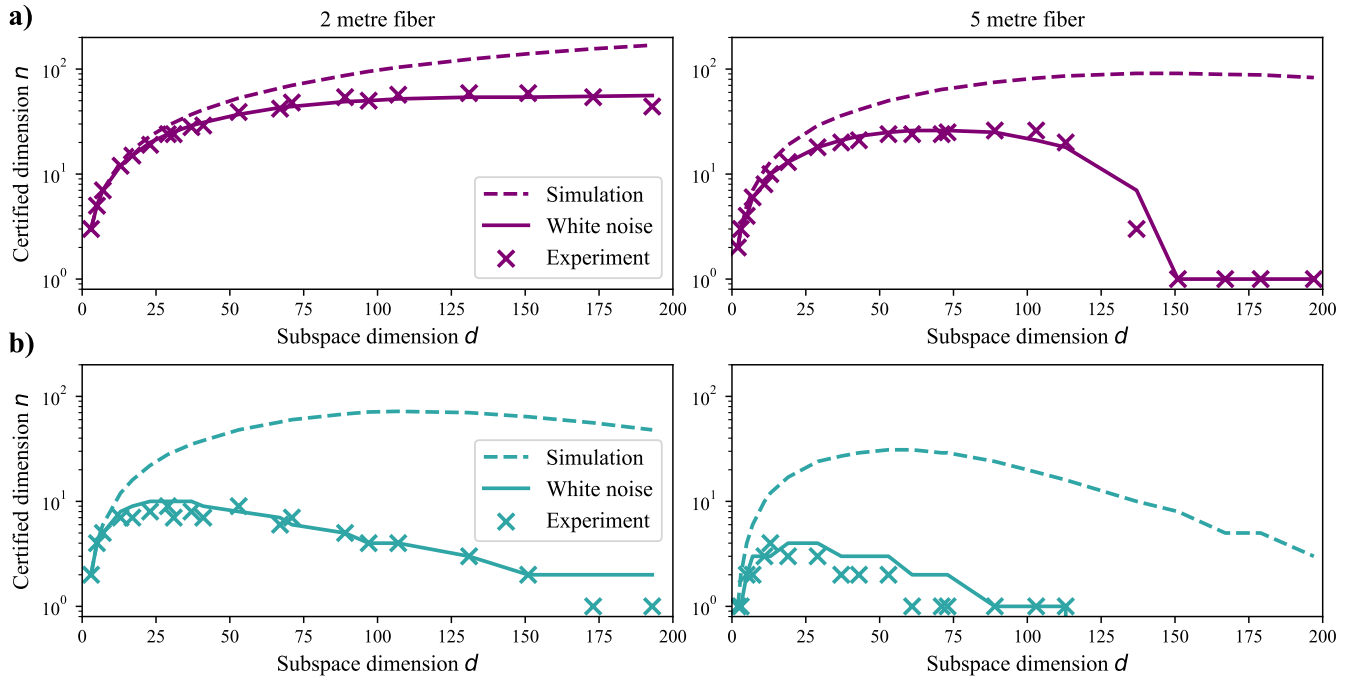 a)
2 metre fiber
5 metre fiber
Certified dimension n
10²
10¹
10⁰
Simulation
White noise
Experiment
0 25 50 75 100 125 150 175 200
Subspace dimension d
10²
10¹
10⁰
0 25 50 75 100 125 150 175 200
Subspace dimension d
b)
Certified dimension n
10²
10¹
10⁰
Simulation
White noise
Experiment
0 25 50 75 100 125 150 175 200
Subspace dimension d
10²
10¹
10⁰
0 25 50 75 100 125 150 175 200
Subspace dimension d